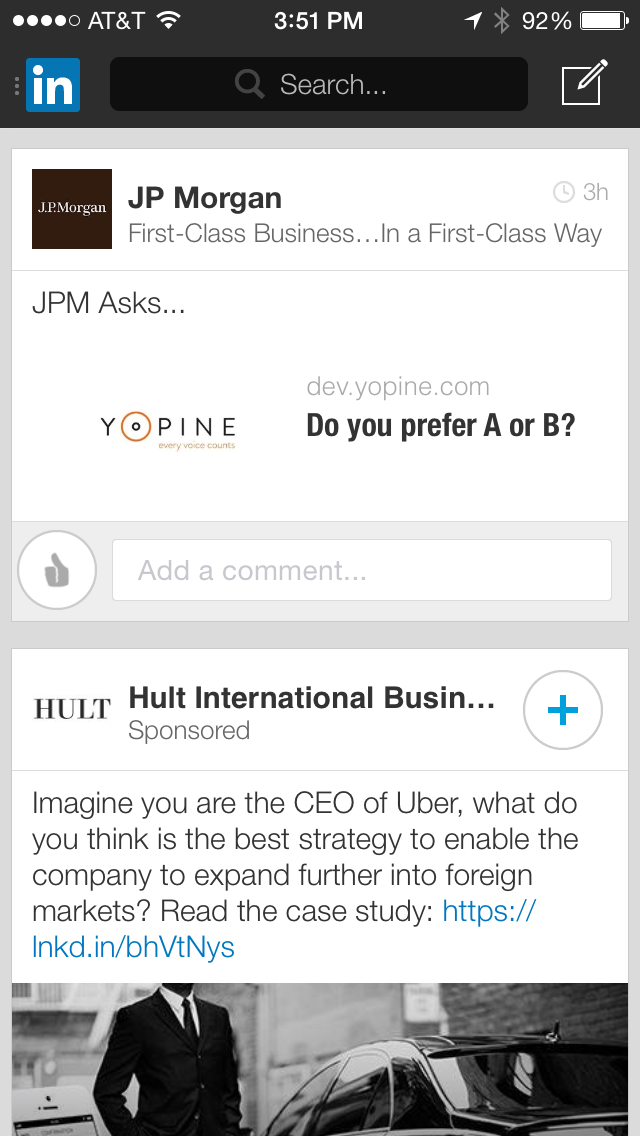 AT&T 3:51 PM 92%
in Search...
J.P.Morgan
JP Morgan 3h
First-Class Business...In a First-Class Way
JPM Asks...
dev.yopine.com
YOPINE
every voice counts
Do you prefer A or B?
Add a comment...
HULT
Hult International Busin...
Sponsored
Imagine you are the CEO of Uber, what do
you think is the best strategy to enable the
company to expand further into foreign
markets? Read the case study: https://
lnkd.in/bhVtNys